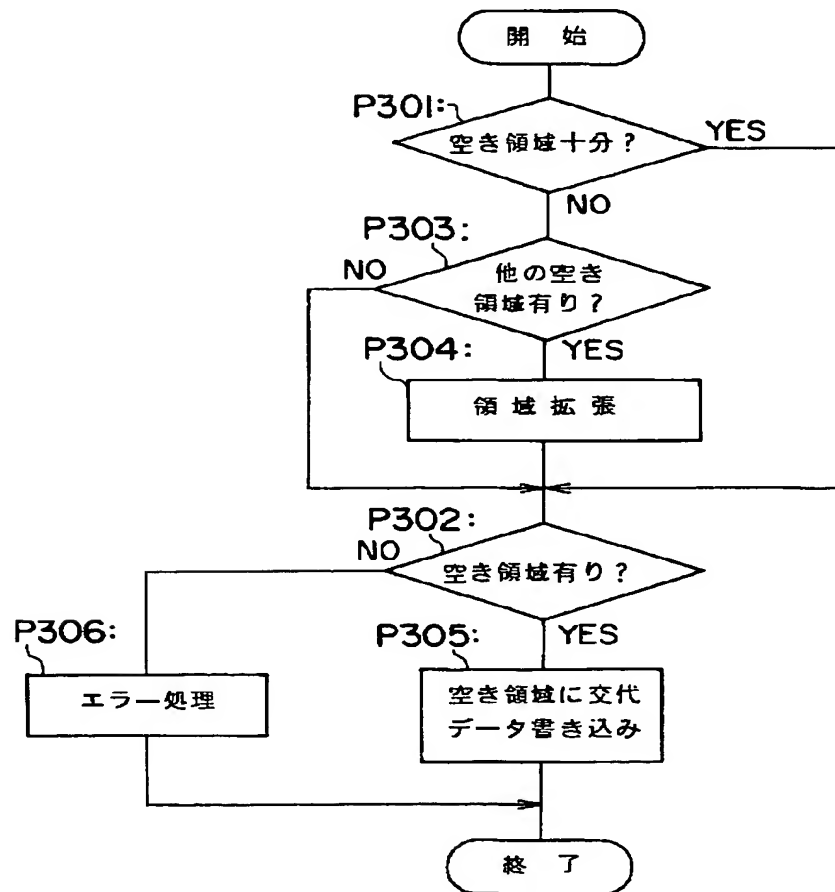 開始
P301:
空き領域十分?
YES
NO
P303:
NO
他の空き
領域有り?
P304:
YES
領域拡張
P302:
NO
空き領域有り?
P306:
P305:
YES
エラー処理
空き領域に交代
データ書き込み
終了